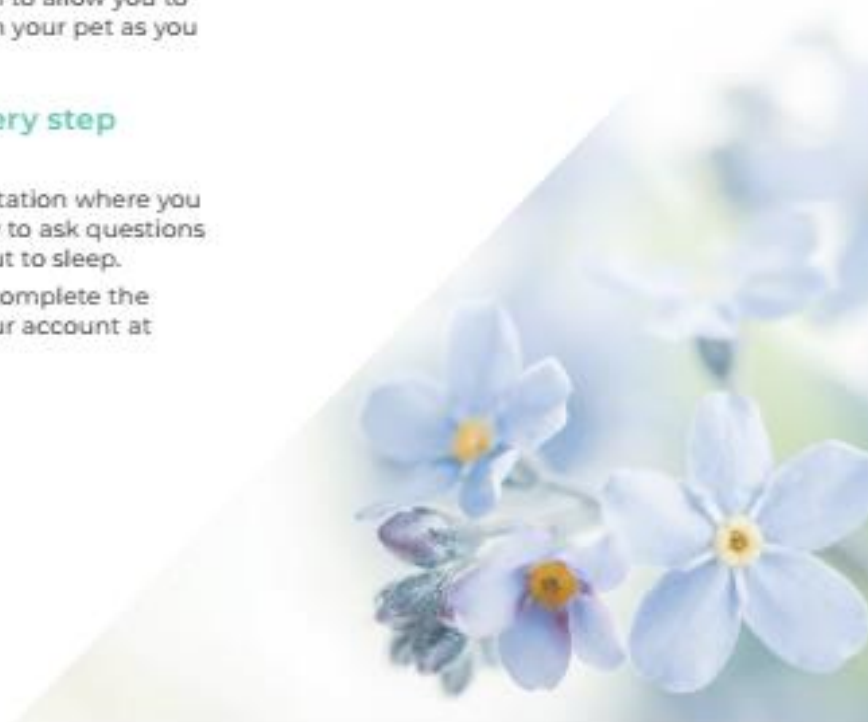 to allow you to
your pet as you
ery step
tation where you
to ask questions
ut to sleep.
omplete the
ur account at